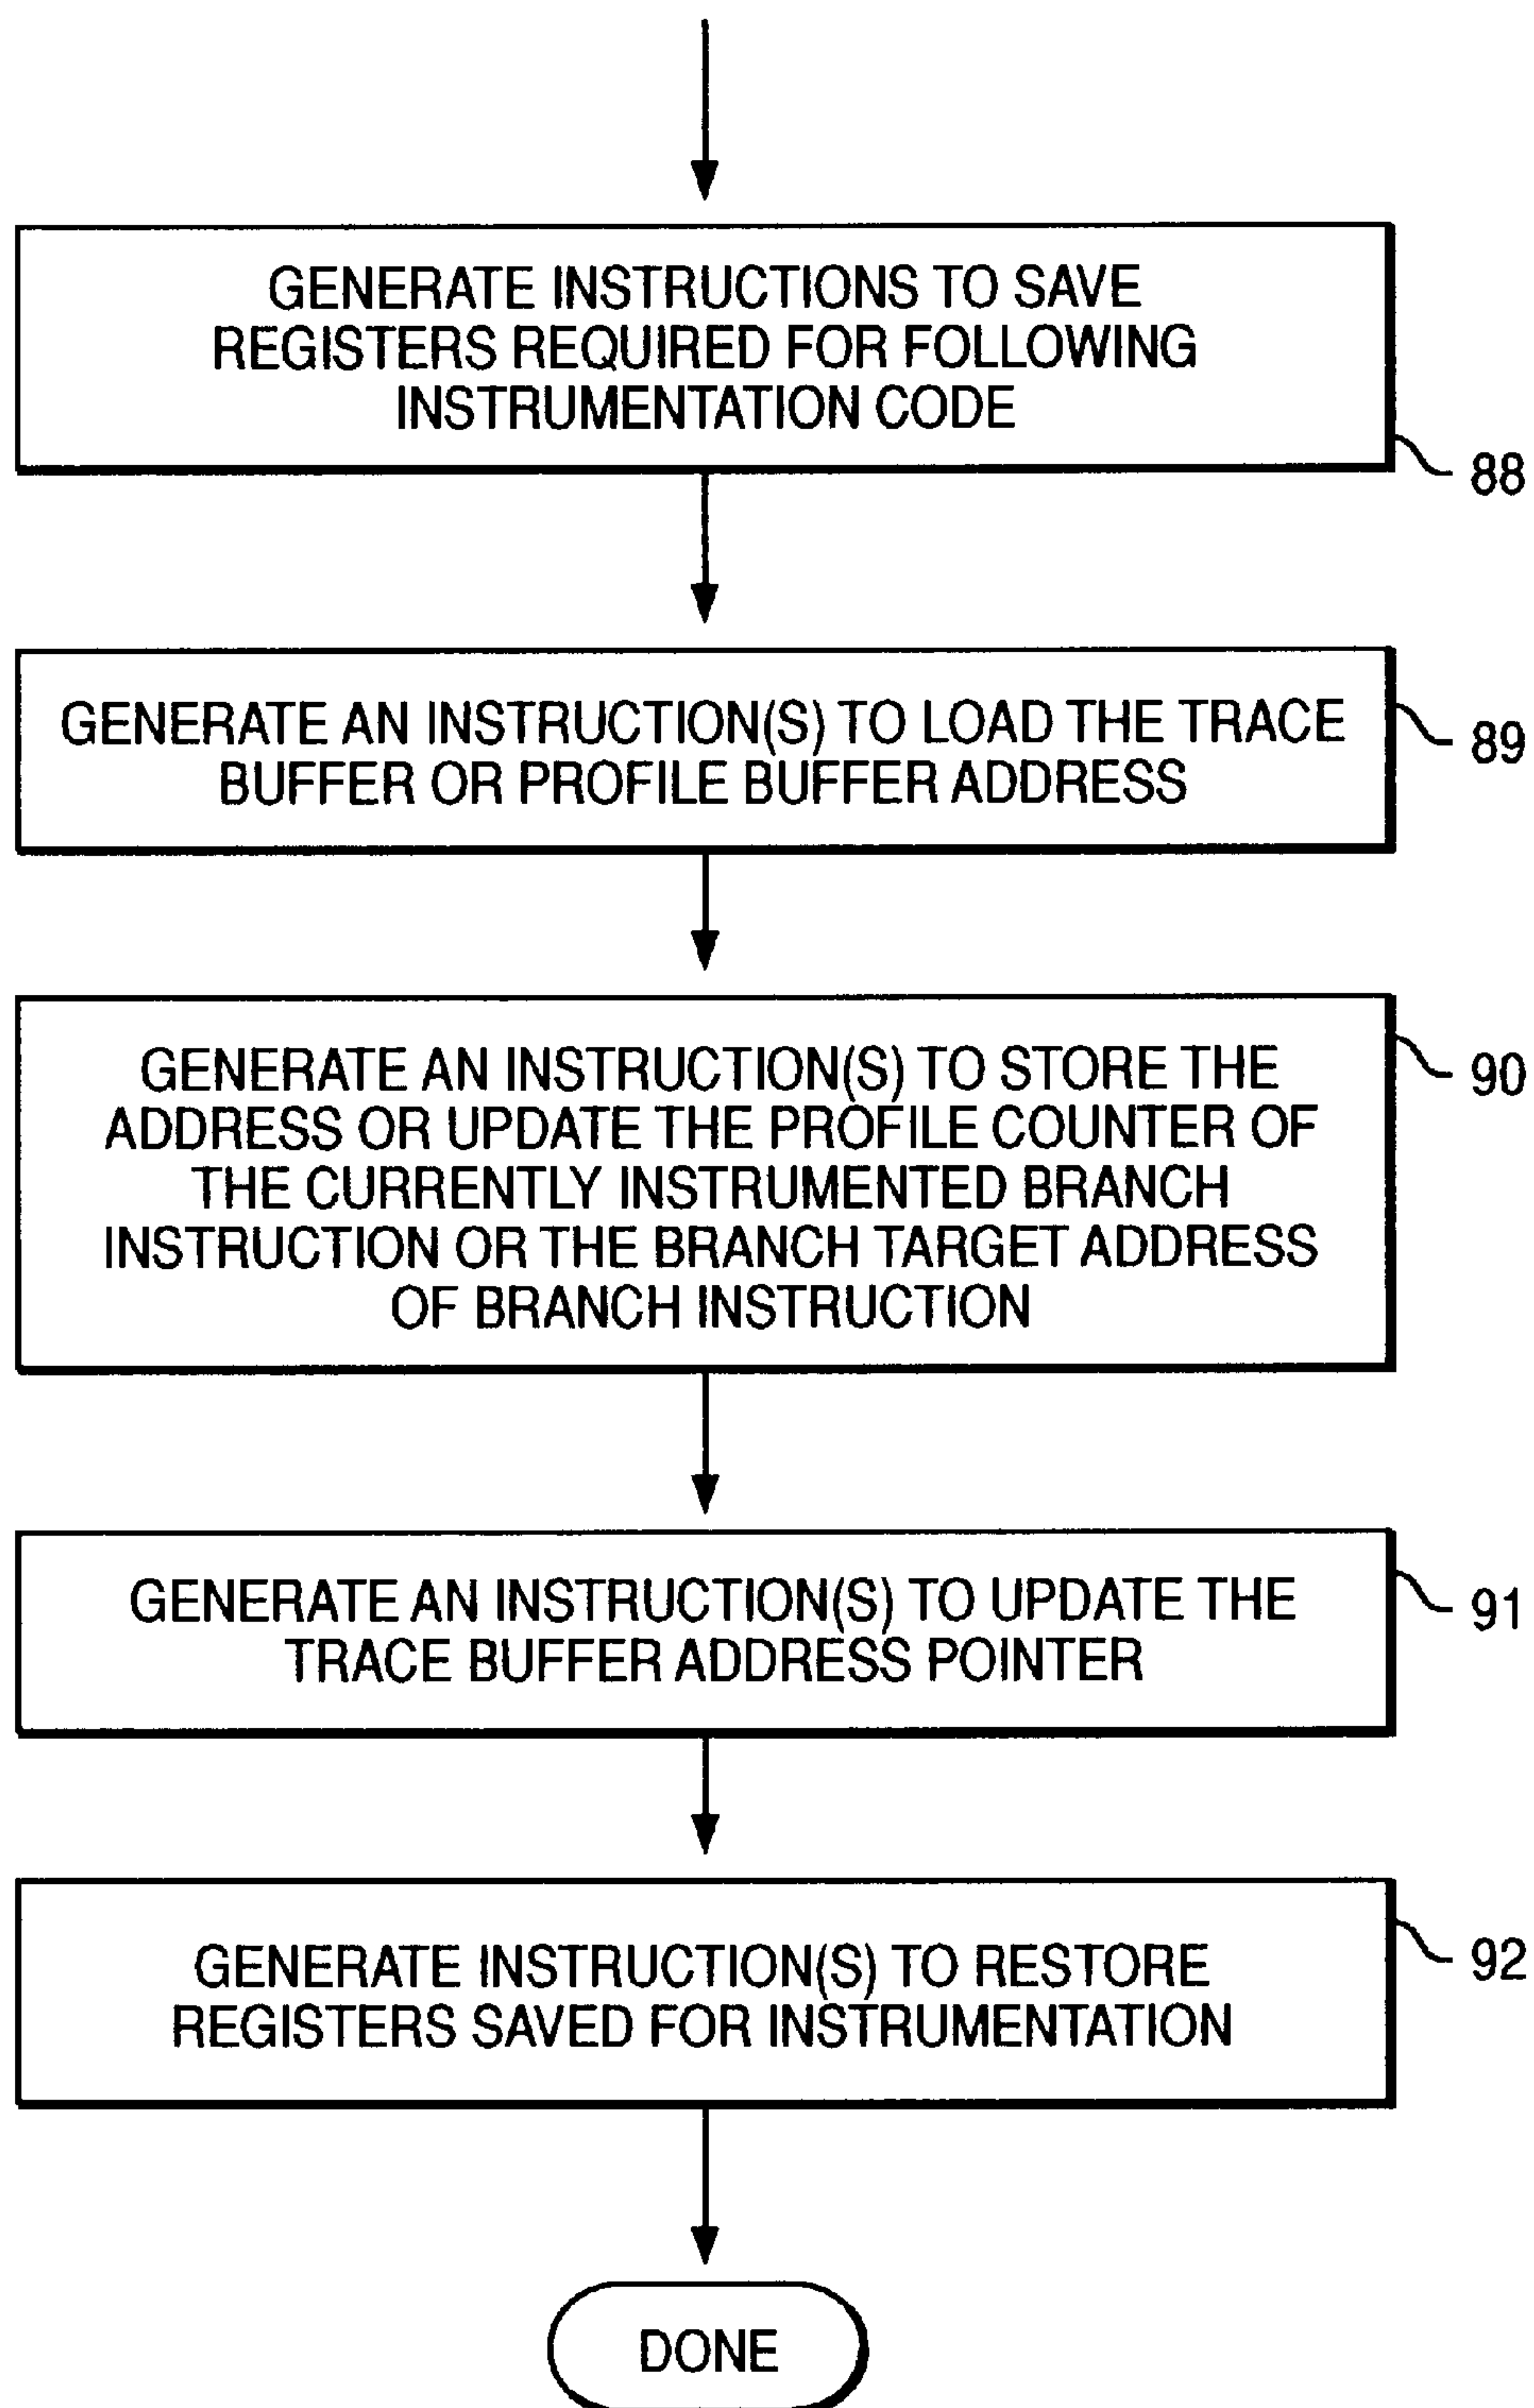 GENERATE INSTRUCTIONS TO SAVE
REGISTERS REQUIRED FOR FOLLOWING
INSTRUMENTATION CODE
88
GENERATE AN INSTRUCTION(S) TO LOAD THE TRACE
BUFFER OR PROFILE BUFFER ADDRESS
89
GENERATE AN INSTRUCTION(S) TO STORE THE
ADDRESS OR UPDATE THE PROFILE COUNTER OF
THE CURRENTLY INSTRUMENTED BRANCH
INSTRUCTION OR THE BRANCH TARGET ADDRESS
OF BRANCH INSTRUCTION
90
GENERATE AN INSTRUCTION(S) TO UPDATE THE
TRACE BUFFER ADDRESS POINTER
91
GENERATE INSTRUCTION(S) TO RESTORE
REGISTERS SAVED FOR INSTRUMENTATION
92
DONE